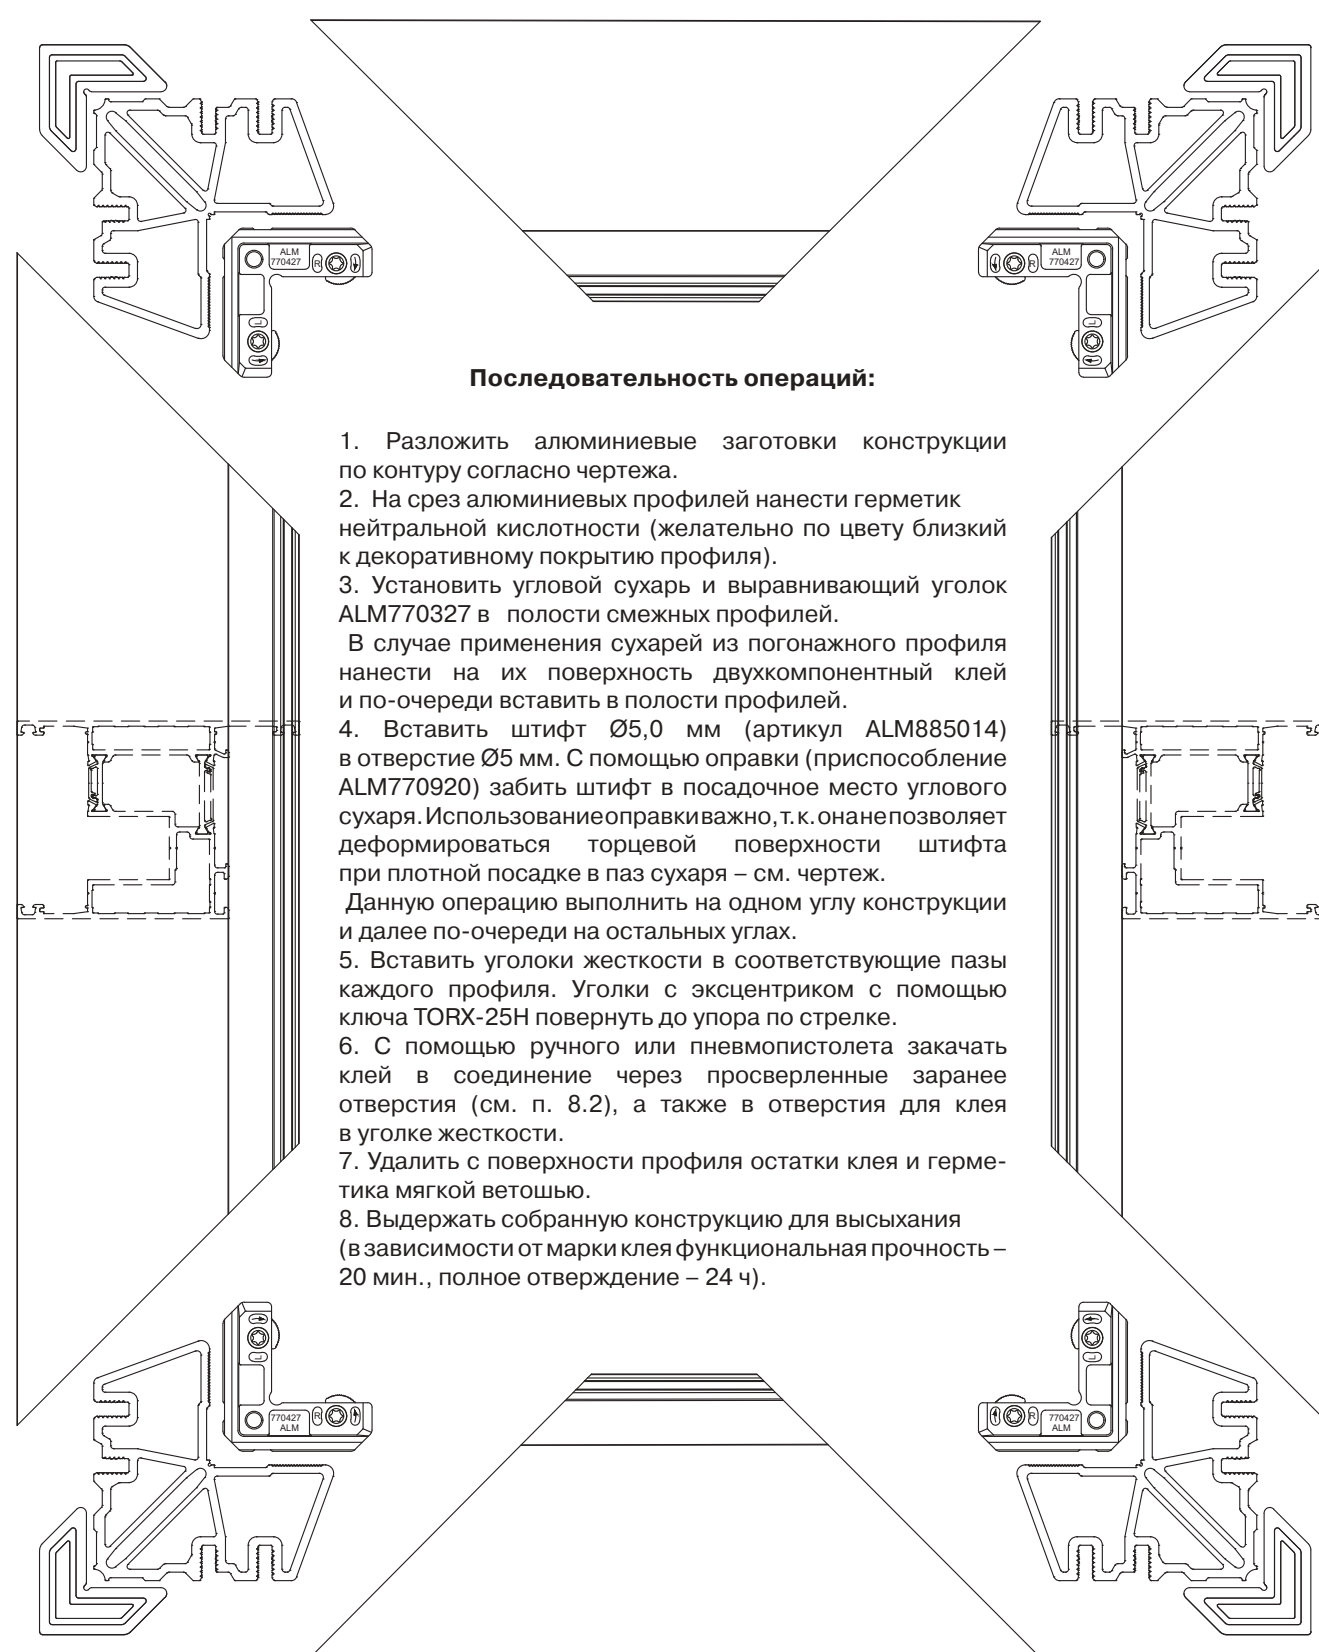 ALM
770427
R
L
ALM
770427
R
L
Последовательность операций:
1. Разложить алюминиевые заготовки конструкции
по контуру согласно чертежа.
2. На срез алюминиевых профилей нанести герметик
нейтральной кислотности (желательно по цвету близкий
к декоративному покрытию профиля).
3. Установить угловой сухарь и выравнивающий уголок
ALM770327 в полости смежных профилей.
В случае применения сухарей из погонажного профиля
нанести на их поверхность двухкомпонентный клей
и по-очереди вставить в полости профилей.
4. Вставить штифт Ø5,0 мм (артикул ALM885014)
в отверстие Ø5 мм. С помощью оправки (приспособление
ALM770920) забить штифт в посадочное место углового
сухаря. Использование оправки важно, т. к. она не позволяет
деформироваться торцевой поверхности штифта
при плотной посадке в паз сухаря – см. чертеж.
Данную операцию выполнить на одном углу конструкции
и далее по-очереди на остальных углах.
5. Вставить уголоки жесткости в соответствующие пазы
каждого профиля. Уголки с эксцентриком с помощью
ключа TORX-25H повернуть до упора по стрелке.
6. С помощью ручного или пневмопистолета закачать
клей в соединение через просверленные заранее
отверстия (см. п. 8.2), а также в отверстия для клея
в уголке жесткости.
7. Удалить с поверхности профиля остатки клея и герме-
тика мягкой ветошью.
8. Выдержать собранную конструкцию для высыхания
(в зависимости от марки клея функциональная прочность –
20 мин., полное отверждение – 24 ч).
L
R
770427
ALM
L
R
770427
ALM